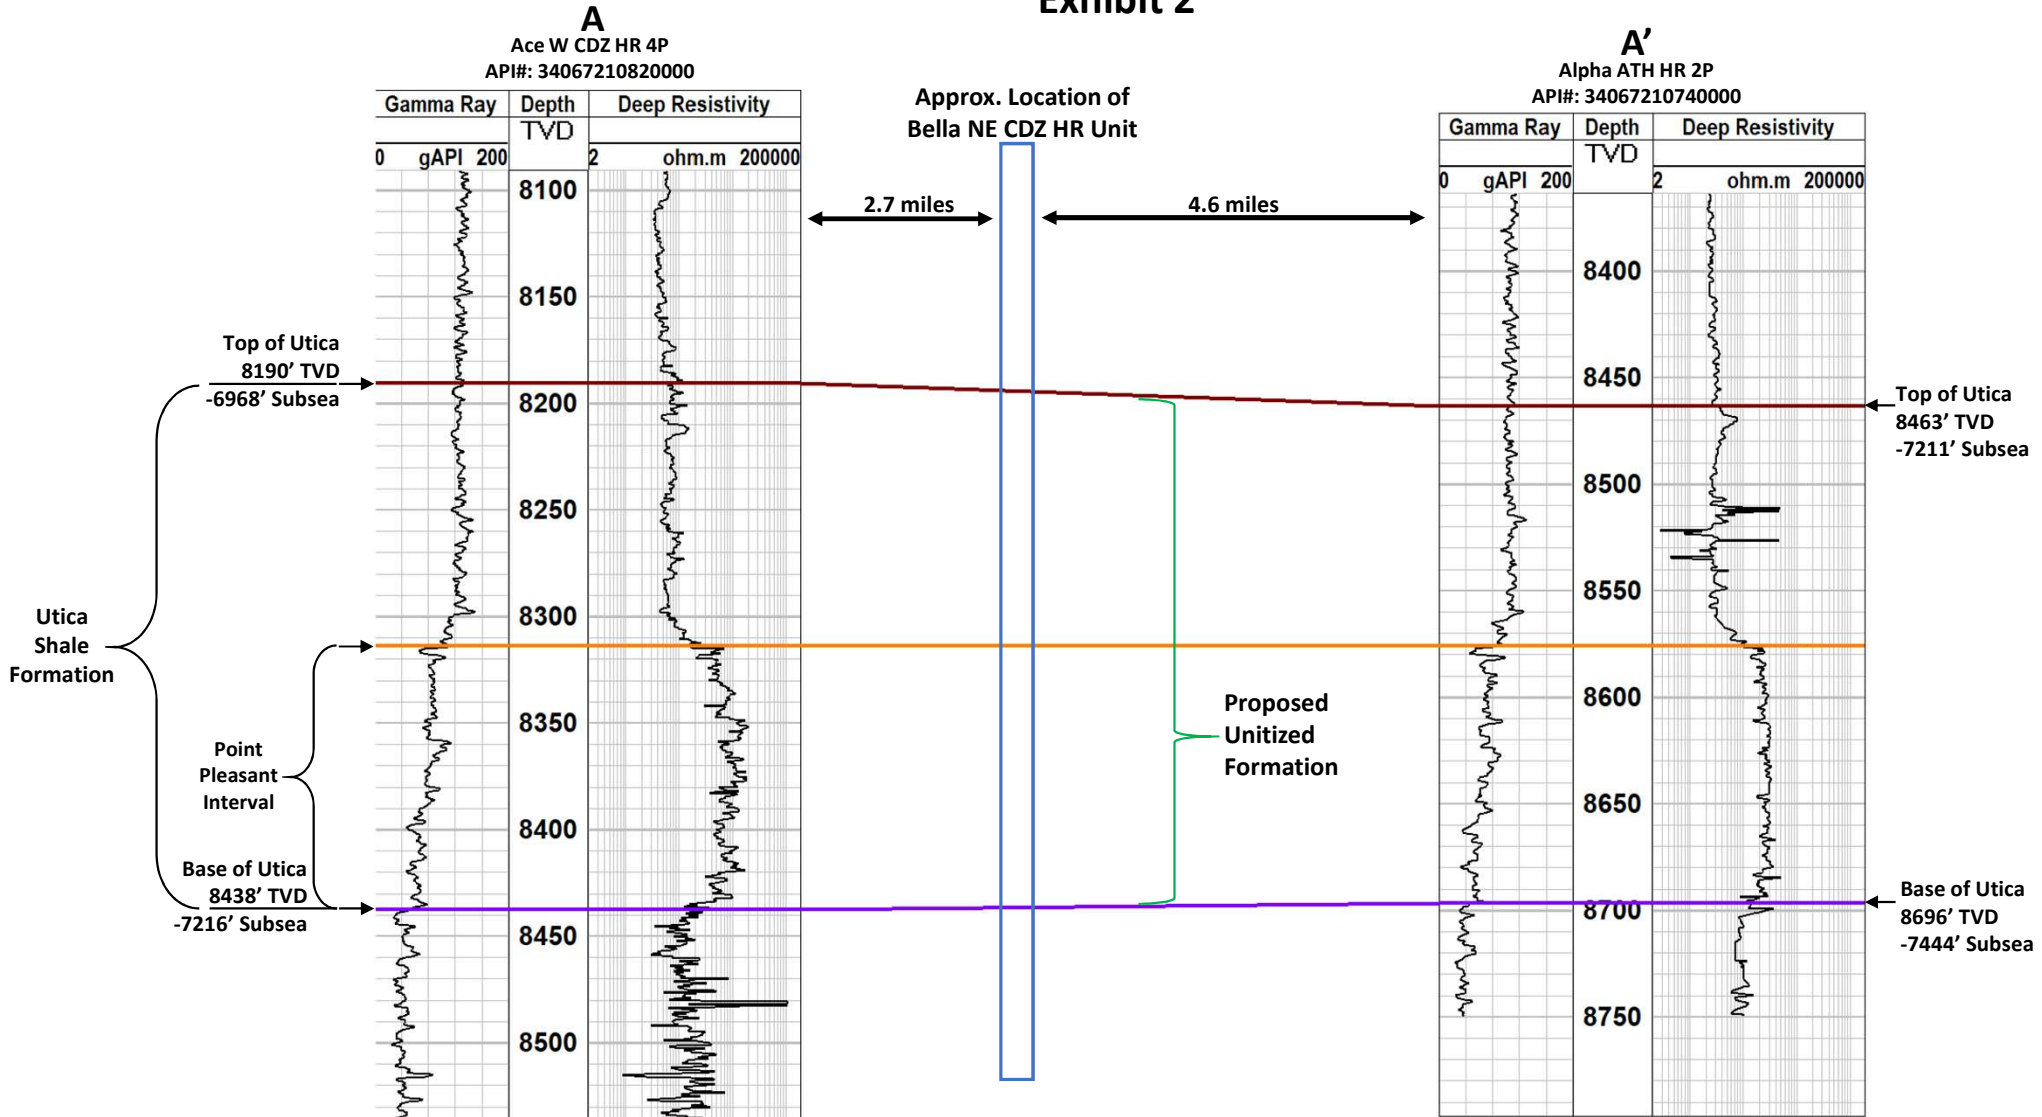 Exhibit 2
A
Ace W CDZ HR 4P
API#: 34067210820000
Gamma Ray Depth Deep Resistivity
TVD
0 gAPI 200 2 ohm.m 200000
8100
8150
8200
8250
8300
8350
8400
8450
8500
Approx. Location of
Bella NE CDZ HR Unit
2.7 miles
4.6 miles
A’
Alpha ATH HR 2P
API#: 34067210740000
Gamma Ray Depth Deep Resistivity
TVD
0 gAPI 200 2 ohm.m 200000
8400
8450
8500
8550
8600
8650
8700
8750
Top of Utica
8190’ TVD
-6968’ Subsea
Utica
Shale
Formation
Point
Pleasant
Interval
Base of Utica
8438’ TVD
-7216’ Subsea
Proposed
Unitized
Formation
Top of Utica
8463’ TVD
-7211’ Subsea
Base of Utica
8696’ TVD
-7444’ Subsea